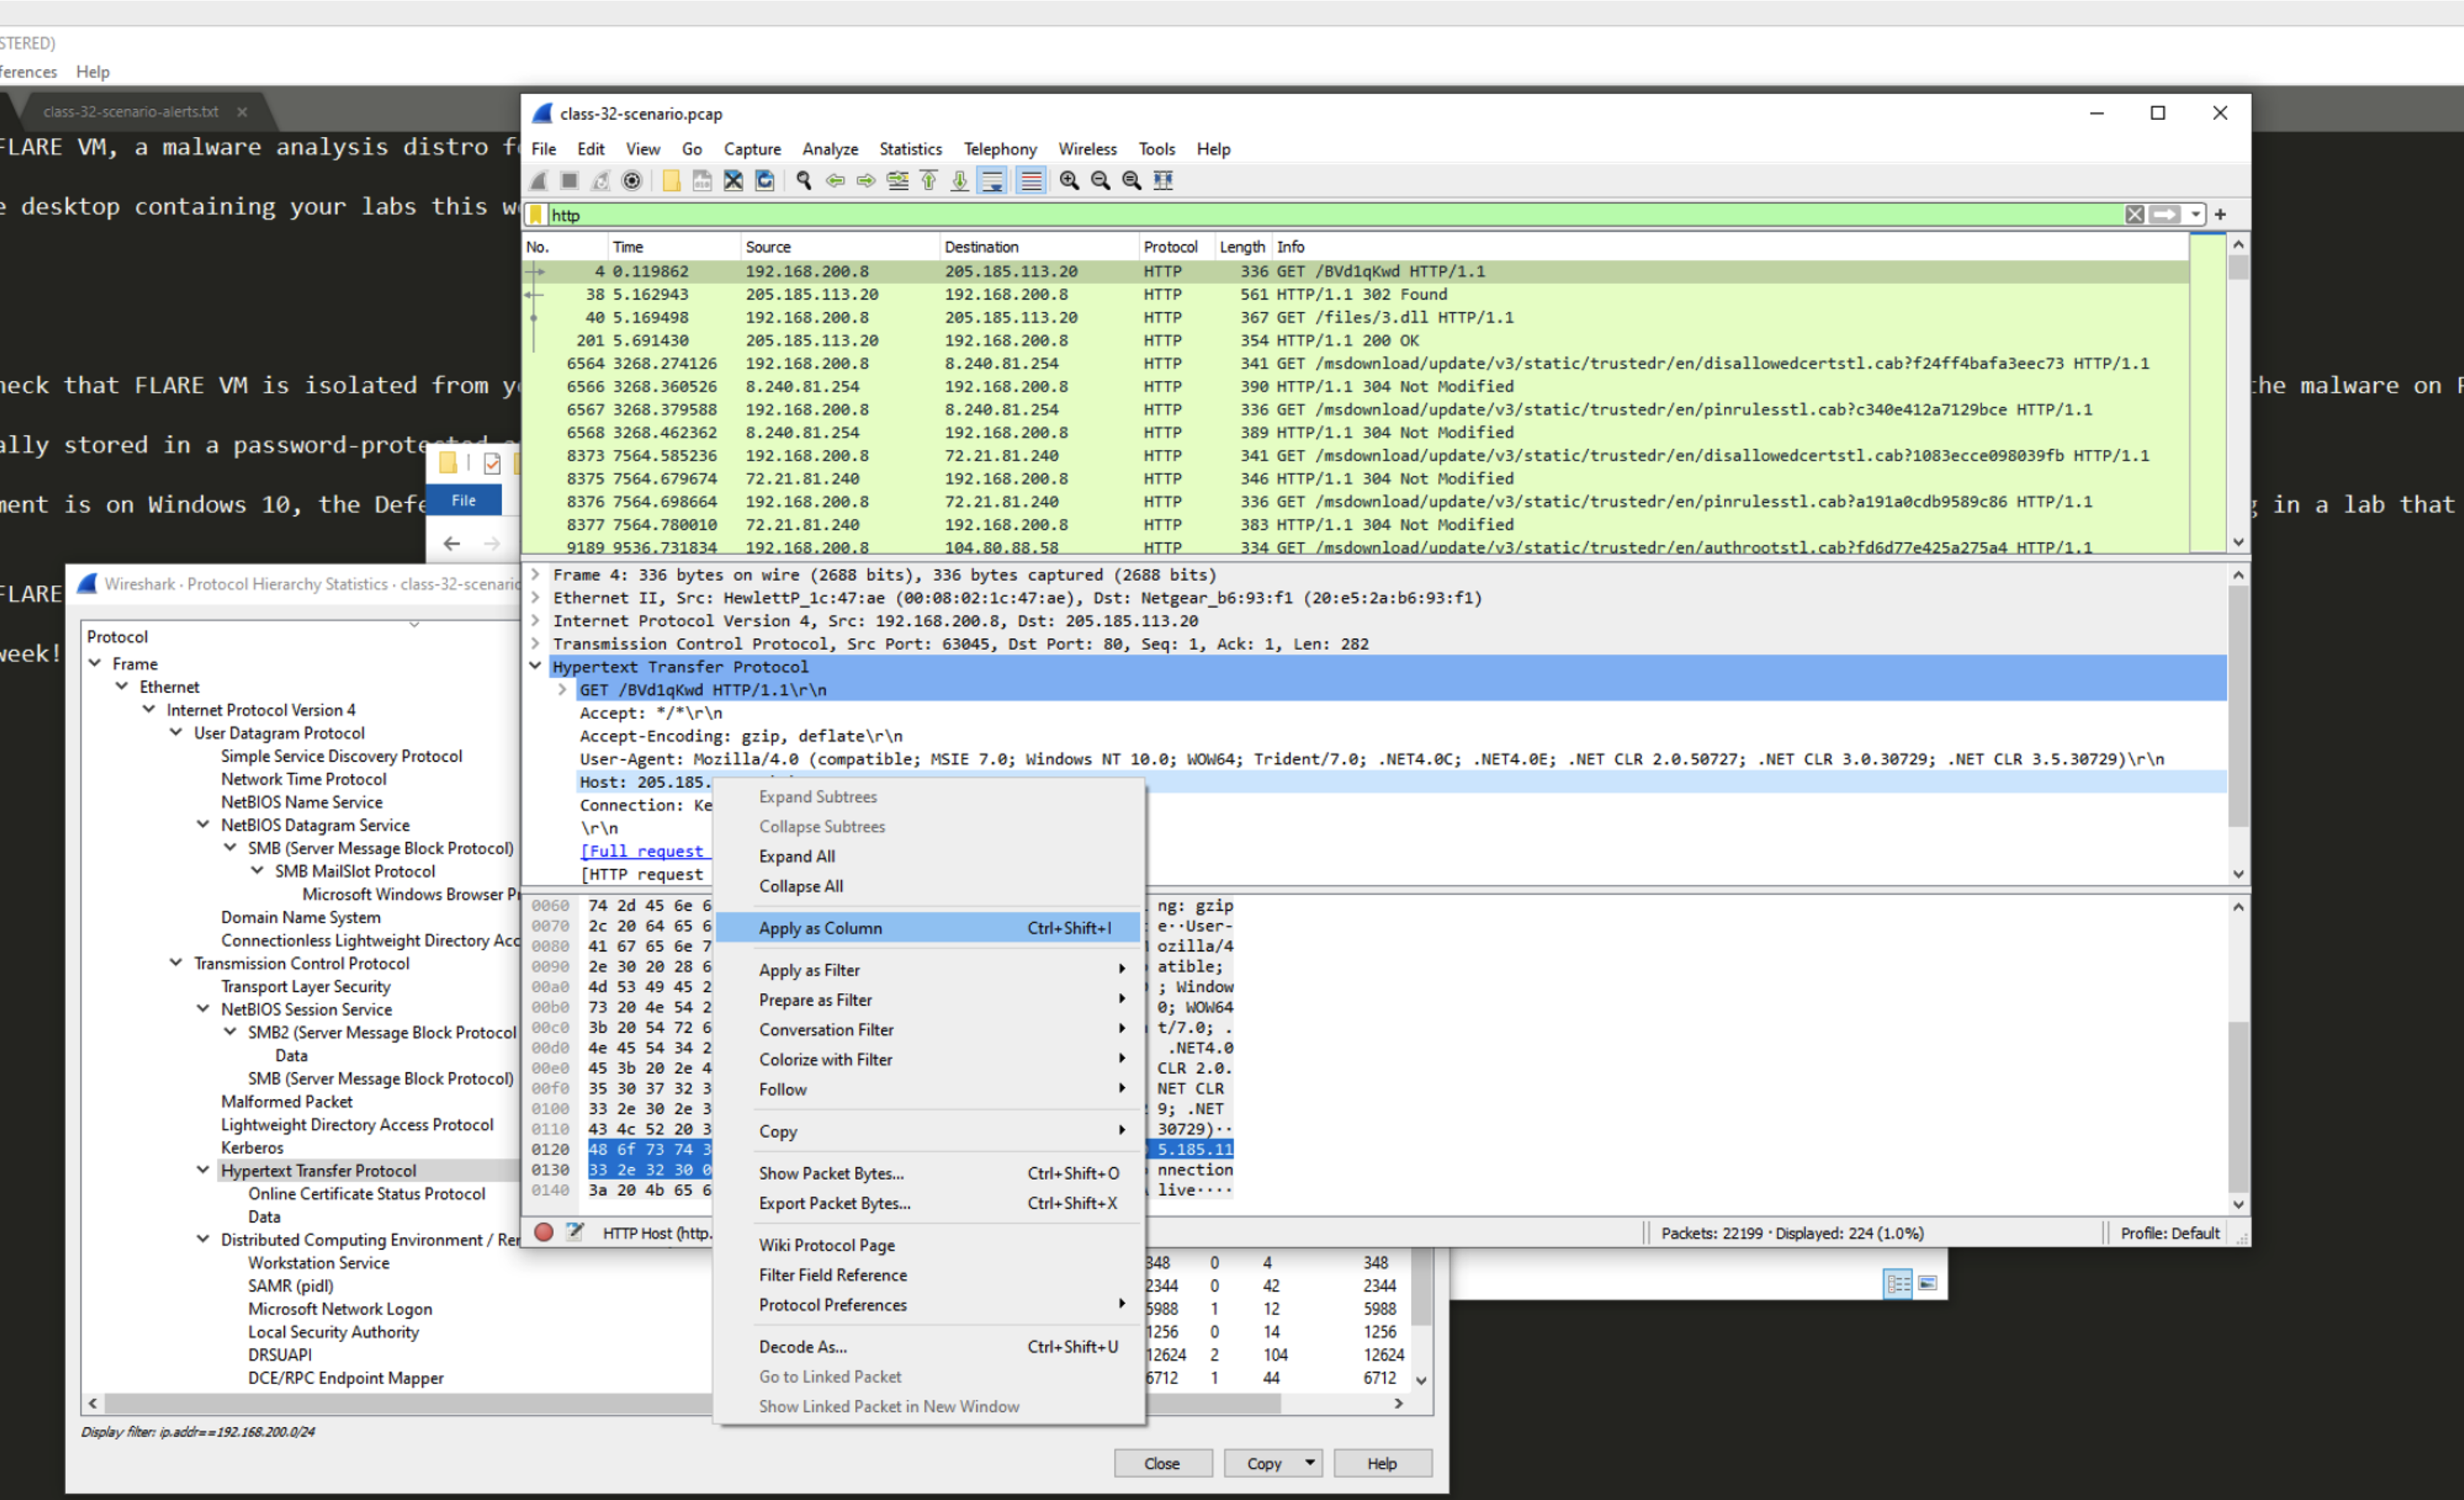 STERED)
ferences Help
class-32-scenario-alerts.txt ×
FLARE VM, a malware analysis distro f
e desktop containing your labs this w
heck that FLARE VM is isolated from y
the malware on F
ally stored in a password-protected
ment is on Windows 10, the Defe
g in a lab that
FLARE
week!
File
class-32-scenario.pcap
File Edit View Go Capture Analyze Statistics Telephony Wireless Tools Help
http
No. Time Source Destination Protocol Length Info
4 0.119862 192.168.200.8 205.185.113.20 HTTP 336 GET /BVd1qKwd HTTP/1.1
38 5.162943 205.185.113.20 192.168.200.8 HTTP 561 HTTP/1.1 302 Found
40 5.169498 192.168.200.8 205.185.113.20 HTTP 367 GET /files/3.dll HTTP/1.1
201 5.691430 205.185.113.20 192.168.200.8 HTTP 354 HTTP/1.1 200 OK
6564 3268.274126 192.168.200.8 8.240.81.254 HTTP 341 GET /msdownload/update/v3/static/trustedr/en/disallowedcertstl.cab?f24ff4bafa3eec73 HTTP/1.1
6566 3268.360526 8.240.81.254 192.168.200.8 HTTP 390 HTTP/1.1 304 Not Modified
6567 3268.379588 192.168.200.8 8.240.81.254 HTTP 336 GET /msdownload/update/v3/static/trustedr/en/pinrulesstl.cab?c340e412a7129bce HTTP/1.1
6568 3268.462362 8.240.81.254 192.168.200.8 HTTP 389 HTTP/1.1 304 Not Modified
8373 7564.585236 192.168.200.8 72.21.81.240 HTTP 341 GET /msdownload/update/v3/static/trustedr/en/disallowedcertstl.cab?1083ecce098039fb HTTP/1.1
8375 7564.679674 72.21.81.240 192.168.200.8 HTTP 346 HTTP/1.1 304 Not Modified
8376 7564.698664 192.168.200.8 72.21.81.240 HTTP 336 GET /msdownload/update/v3/static/trustedr/en/pinrulesstl.cab?a191a0cdb9589c86 HTTP/1.1
8377 7564.780010 72.21.81.240 192.168.200.8 HTTP 383 HTTP/1.1 304 Not Modified
9189 9536.731834 192.168.200.8 104.80.88.58 HTTP 334 GET /msdownload/update/v3/static/trustedr/en/authrootstl.cab?fd6d77e425a275a4 HTTP/1.1
Frame 4: 336 bytes on wire (2688 bits), 336 bytes captured (2688 bits)
Ethernet II, Src: HewlettP_1c:47:ae (00:08:02:1c:47:ae), Dst: Netgear_b6:93:f1 (20:e5:2a:b6:93:f1)
Internet Protocol Version 4, Src: 192.168.200.8, Dst: 205.185.113.20
Transmission Control Protocol, Src Port: 63045, Dst Port: 80, Seq: 1, Ack: 1, Len: 282
Hypertext Transfer Protocol
GET /BVd1qKwd HTTP/1.1\r\n
Accept: */*\r\n
Accept-Encoding: gzip, deflate\r\n
User-Agent: Mozilla/4.0 (compatible; MSIE 7.0; Windows NT 10.0; WOW64; Trident/7.0; .NET4.0C; .NET4.0E; .NET CLR 2.0.50727; .NET CLR 3.0.30729; .NET CLR 3.5.30729)\r\n
Host: 205.185.
Connection: Ke
\r\n
[Full request
[HTTP request
0060 74 2d 45 6e 6 ng: gzip
0070 2c 20 64 65 6 e··User-
0080 41 67 65 6e 7 ozilla/4
0090 2e 30 20 28 6 atible;
00a0 4d 53 49 45 2 ; Window
00b0 73 20 4e 54 2 0; WOW64
00c0 3b 20 54 72 6 t/7.0; .
00d0 4e 45 54 34 2 .NET4.0
00e0 45 3b 20 2e 4 CLR 2.0.
00f0 35 30 37 32 3 NET CLR
0100 33 2e 30 2e 3 9; .NET
0110 43 4c 52 20 3 30729)··
0120 48 6f 73 74 3 5.185.11
0130 33 2e 32 30 0 nnection
0140 3a 20 4b 65 6 live····
HTTP Host (http.
Packets: 22199 · Displayed: 224 (1.0%)
Profile: Default
Expand Subtrees
Collapse Subtrees
Expand All
Collapse All
Apply as Column Ctrl+Shift+I
Apply as Filter
Prepare as Filter
Conversation Filter
Colorize with Filter
Follow
Copy
Show Packet Bytes... Ctrl+Shift+O
Export Packet Bytes... Ctrl+Shift+X
Wiki Protocol Page
Filter Field Reference
Protocol Preferences
Decode As... Ctrl+Shift+U
Go to Linked Packet
Show Linked Packet in New Window
Wireshark · Protocol Hierarchy Statistics · class-32-scenario
Protocol
Frame
Ethernet
Internet Protocol Version 4
User Datagram Protocol
Simple Service Discovery Protocol
Network Time Protocol
NetBIOS Name Service
NetBIOS Datagram Service
SMB (Server Message Block Protocol)
SMB MailSlot Protocol
Microsoft Windows Browser Pr
Domain Name System
Connectionless Lightweight Directory Acc
Transmission Control Protocol
Transport Layer Security
NetBIOS Session Service
SMB2 (Server Message Block Protocol
Data
SMB (Server Message Block Protocol)
Malformed Packet
Lightweight Directory Access Protocol
Kerberos
Hypertext Transfer Protocol
Online Certificate Status Protocol
Data
Distributed Computing Environment / Rer
Workstation Service 348 0 4 348
SAMR (pidl) 2344 0 42 2344
Microsoft Network Logon 5988 1 12 5988
Local Security Authority 1256 0 14 1256
DRSUAPI 12624 2 104 12624
DCE/RPC Endpoint Mapper 6712 1 44 6712
Display filter: ip.addr==192.168.200.0/24
Close Copy Help